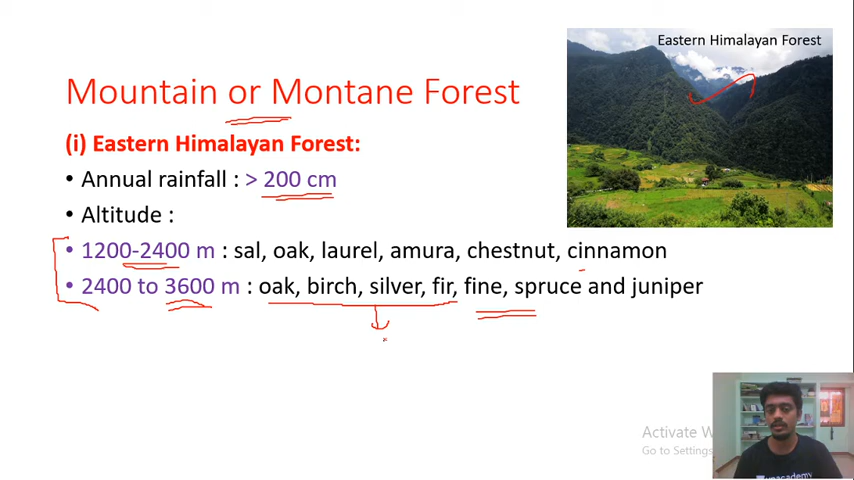 Eastern Himalayan Forest
Mountain or Montane Forest
(i) Eastern Himalayan Forest:
• Annual rainfall : > 200 cm
• Altitude :
• 1200-2400 m : sal, oak, laurel, amura, chestnut, cinnamon
• 2400 to 3600 m : oak, birch, silver, fir, fine, spruce and juniper
Activate W
Go to Settings
unacademy